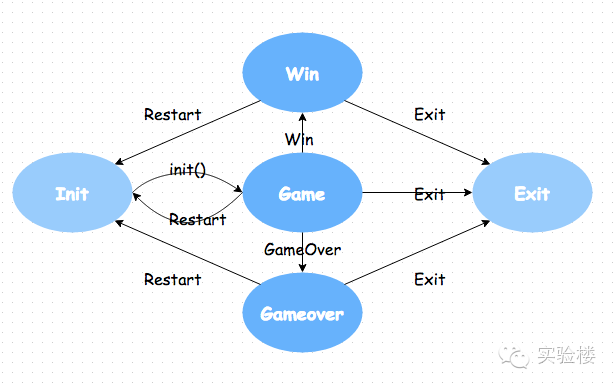 Win
Restart
Exit
Win
init()
Init
Game
Exit
Exit
Restart
GameOver
Restart
Exit
Gameover
实验楼